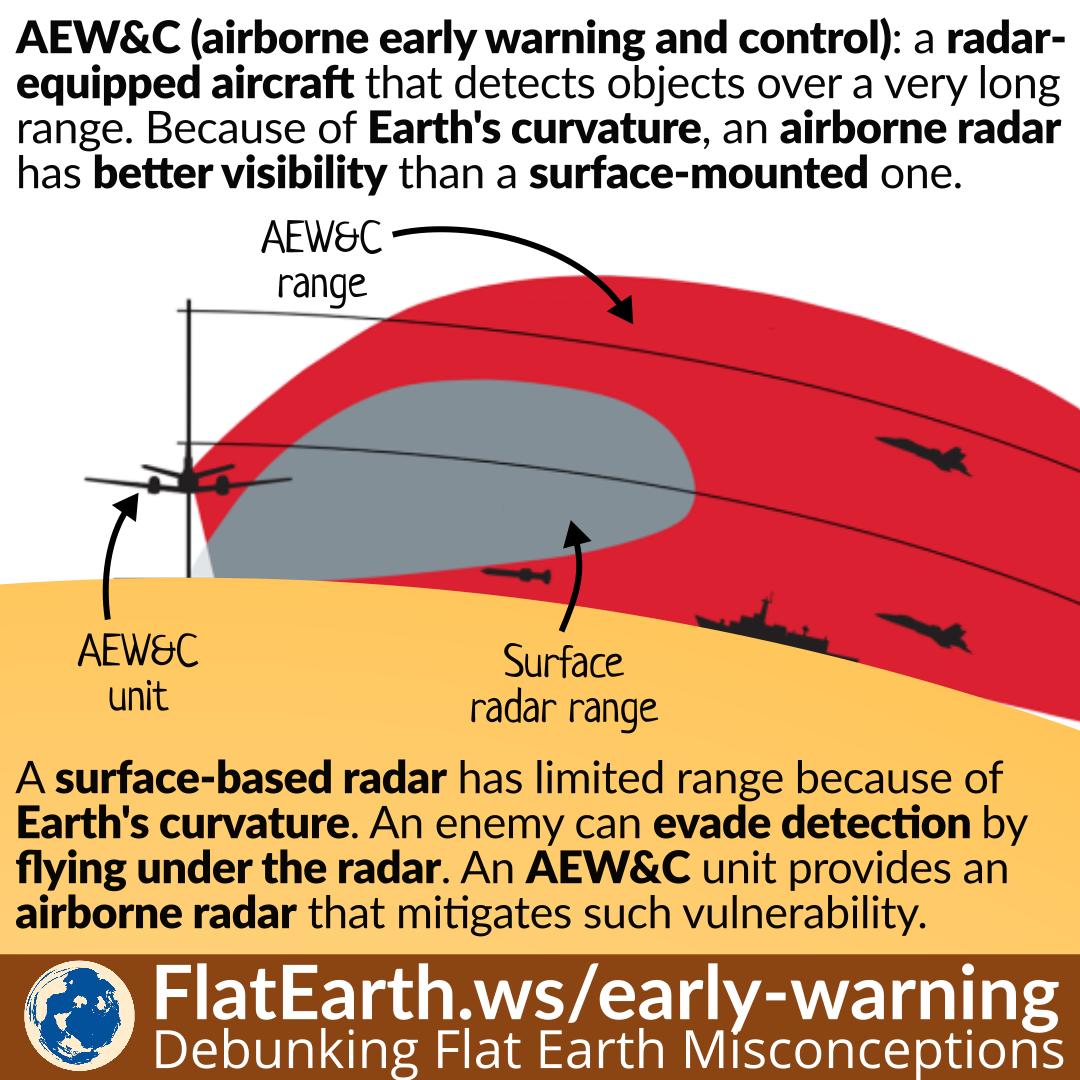 AEW&C (airborne early warning and control): a radar-
equipped aircraft that detects objects over a very long
range. Because of Earth's curvature, an airborne radar
has better visibility than a surface-mounted one.
AEW&C
range
AEW&C
unit
Surface
radar range
A surface-based radar has limited range because of
Earth's curvature. An enemy can evade detection by
flying under the radar. An AEW&C unit provides an
airborne radar that mitigates such vulnerability.
FlatEarth.ws/early-warning
Debunking Flat Earth Misconceptions